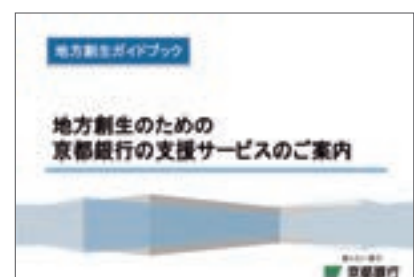 地方創生ガイドブック
地方創生のための
京都銀行の支援サービスのご案内
京都銀行